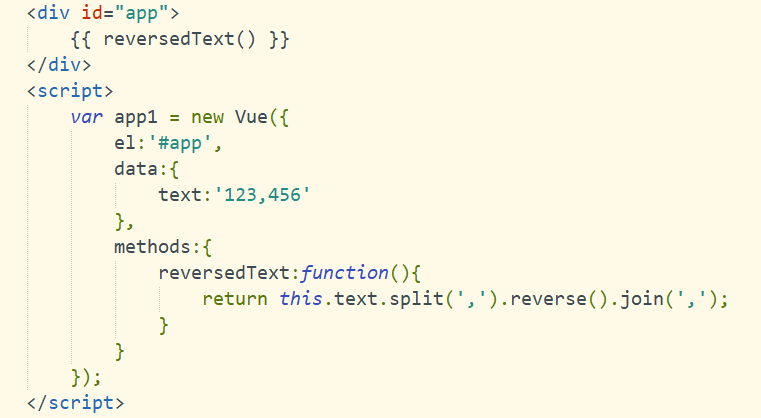 <div id="app">
    {{ reversedText() }}
</div>
<script>
    var app1 = new Vue({
        el:'#app',
        data:{
            text:'123,456'
        },
        methods:{
            reversedText:function(){
                return this.text.split(',').reverse().join(',');
            }
        }
    });
</script>